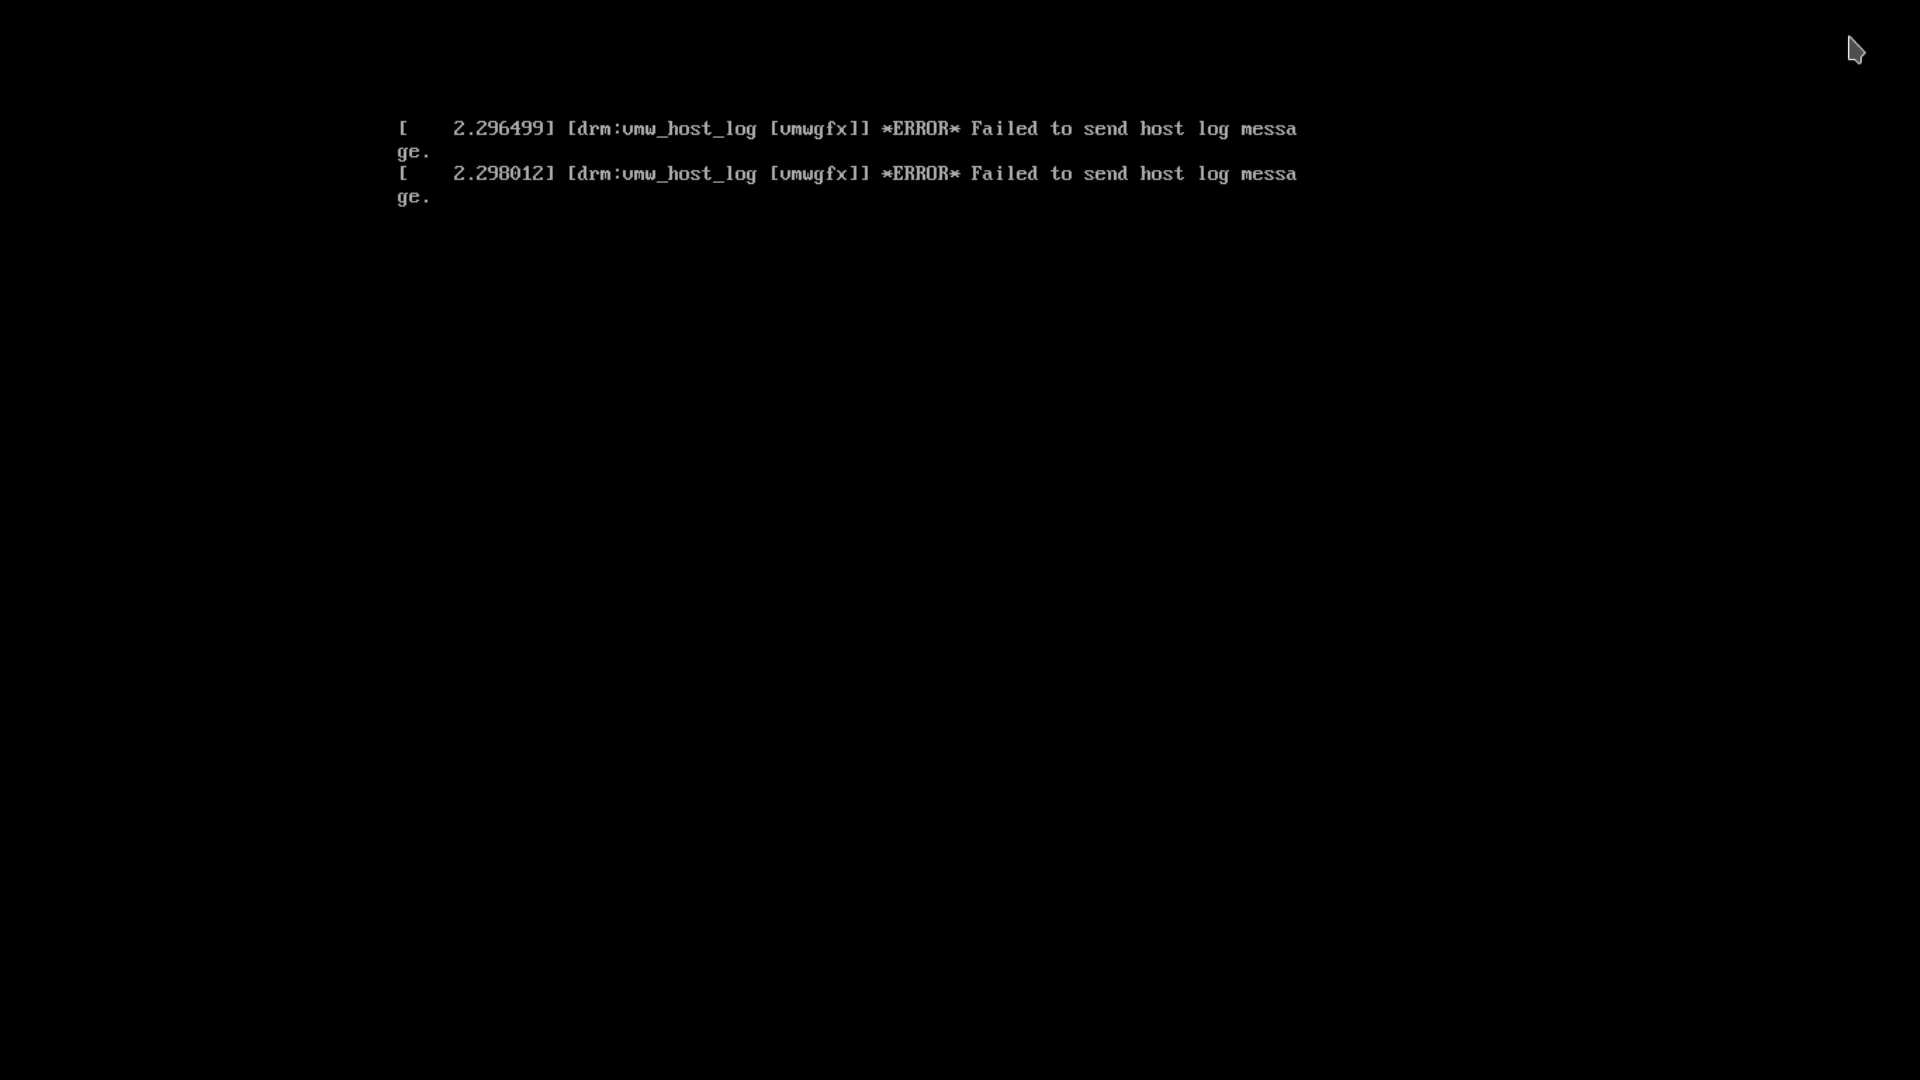 [    2.296499] [drm:vmw_host_log [vmwgfx]] *ERROR* Failed to send host log messa
ge.
[    2.298012] [drm:vmw_host_log [vmwgfx]] *ERROR* Failed to send host log messa
ge.